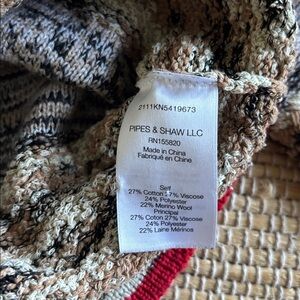 2111KN5419673
PIPES & SHAW LLC
RN155820
Made in China
Fabriqué en Chine
Self
27% Cotton 27% Viscose
24% Polyester
22% Merino Wool
Principal
27% Coton 27% Viscose
24% Polyester
22% Laine Mérinos